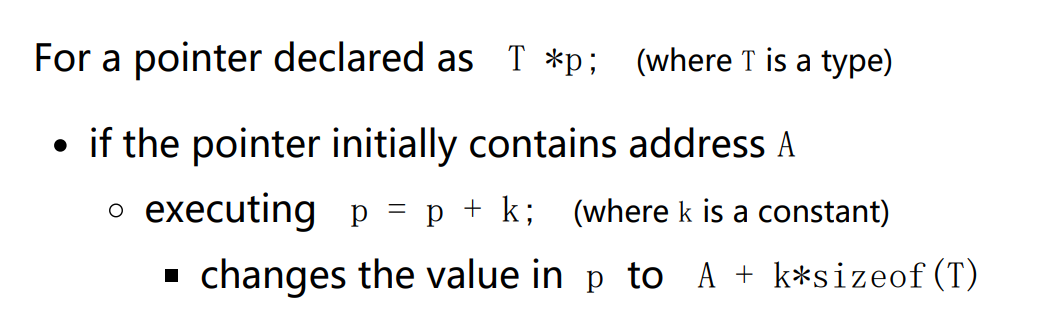 For a pointer declared as T *p; (where T is a type)
• if the pointer initially contains address A
○ executing p = p + k; (where k is a constant)
▪ changes the value in p to A + k*sizeof(T)